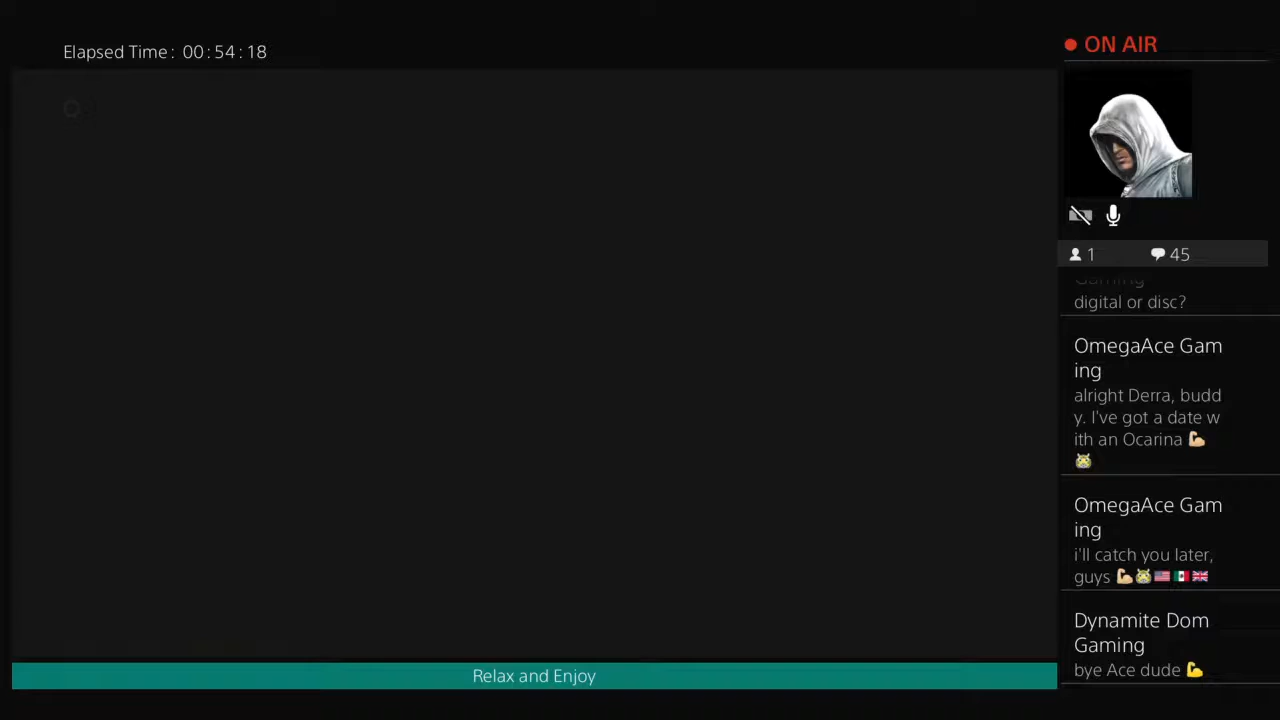 Elapsed Time: 00:54:18
ON AIR
1
45
Gaming
digital or disc?
OmegaAce Gam
ing
alright Derra, budd
y. I've got a date w
ith an Ocarina 💪🏼
🐹
OmegaAce Gam
ing
i'll catch you later,
guys 💪🏼🐹🇺🇸🇲🇽🇬🇧
Dynamite Dom
Gaming
bye Ace dude 💪
Relax and Enjoy